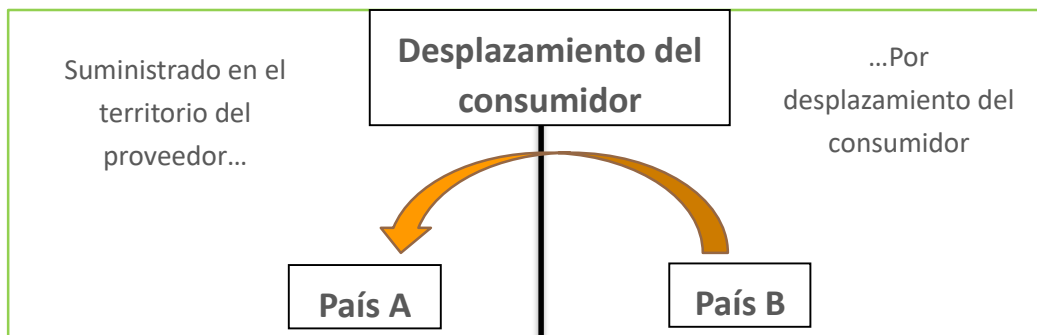 Suministrado en el
territorio del
proveedor…
Desplazamiento del
consumidor
…Por
desplazamiento del
consumidor
País A
País B